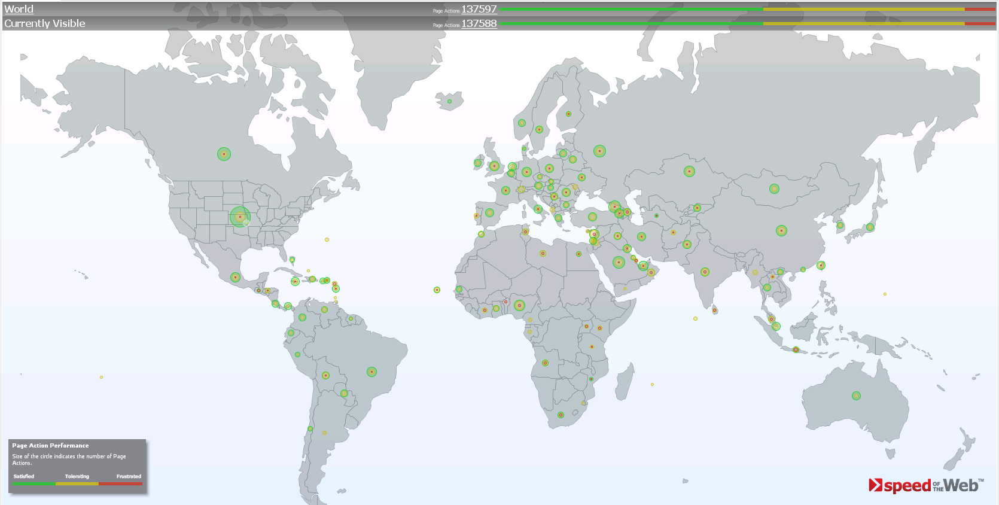 World
Page Actions 137597
Currently Visible
Page Actions 137588
Page Action Performance
Size of the circle indicates the number of Page
Actions.
Satisfied Tolerating Frustrated
speed OF THE Web™